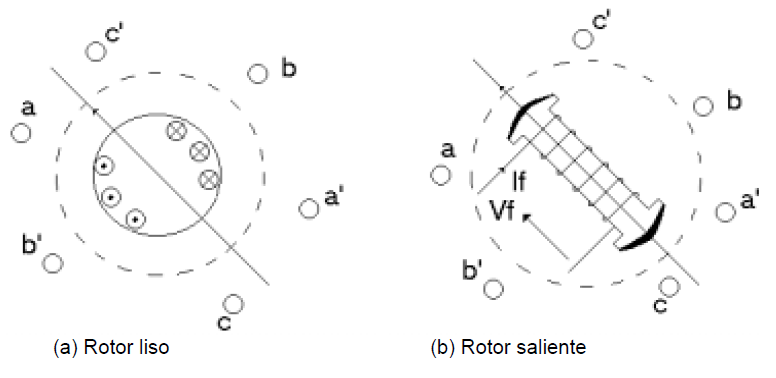 c'
b
a
a'
b'
c
(a) Rotor liso
c'
b
a
If
a'
Vf
b'
c
(b) Rotor saliente